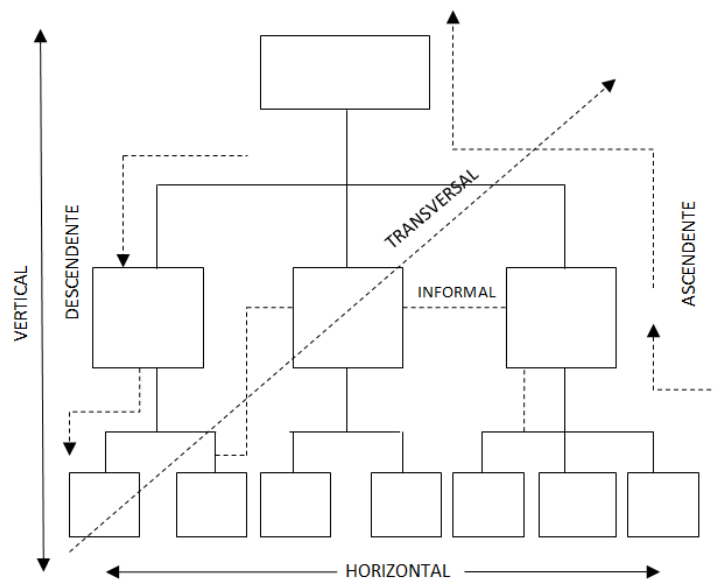 VERTICAL
DESCENDENTE
TRANSVERSAL
INFORMAL
ASCENDENTE
HORIZONTAL